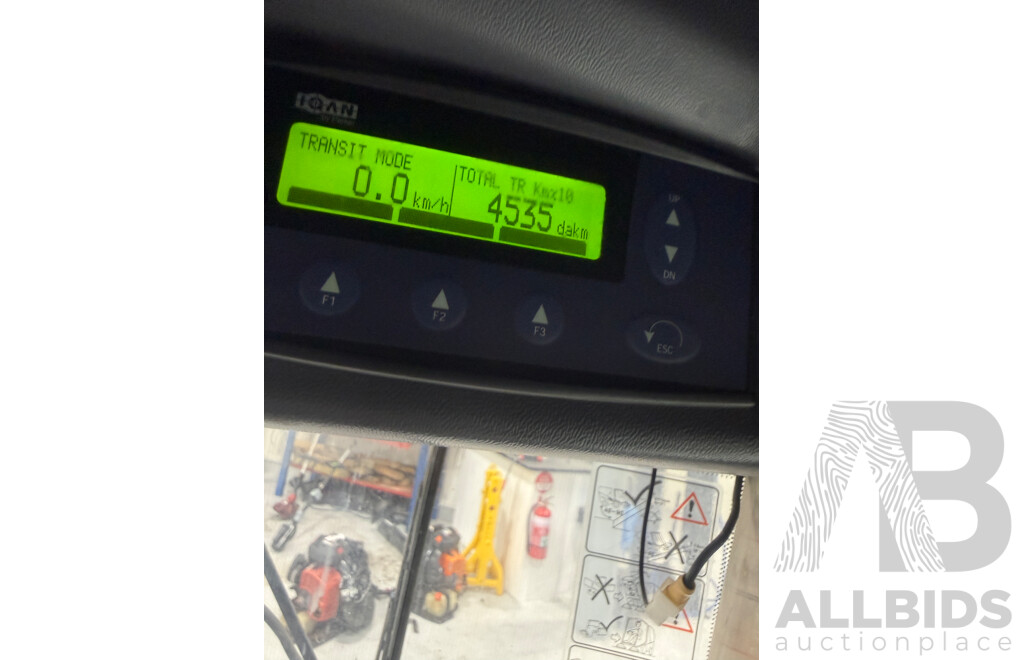 IQAN
TRANSIT MODE
0.0 km/h
TOTAL TR Kmx10
4535 dakm
UP
DN
F1
F2
F3
ESC
AB
ALLBIDS
auctionplace